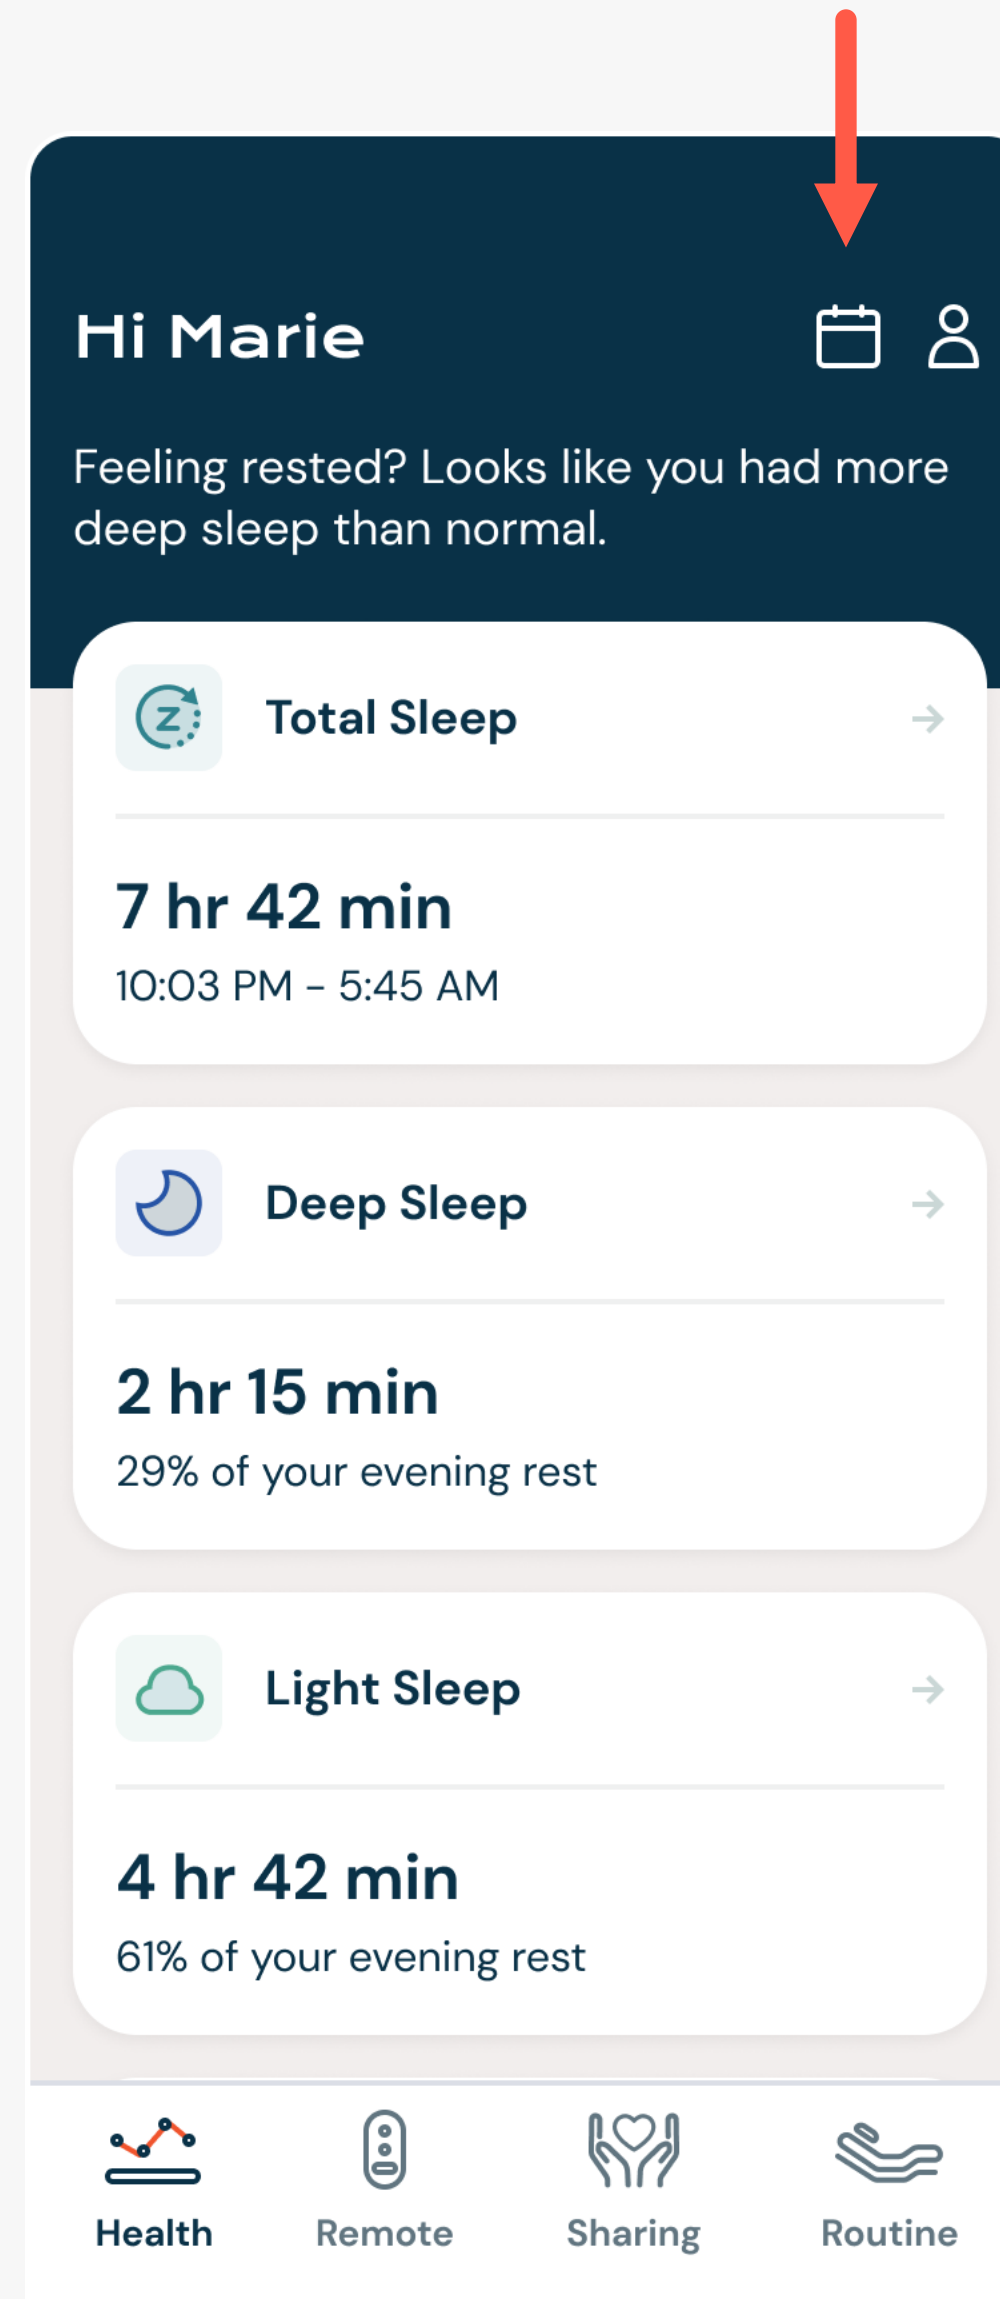 Hi Marie
Feeling rested? Looks like you had more
deep sleep than normal.
Total Sleep
7 hr 42 min
10:03 PM – 5:45 AM
Deep Sleep
2 hr 15 min
29% of your evening rest
Light Sleep
4 hr 42 min
61% of your evening rest
Health
Remote
Sharing
Routine